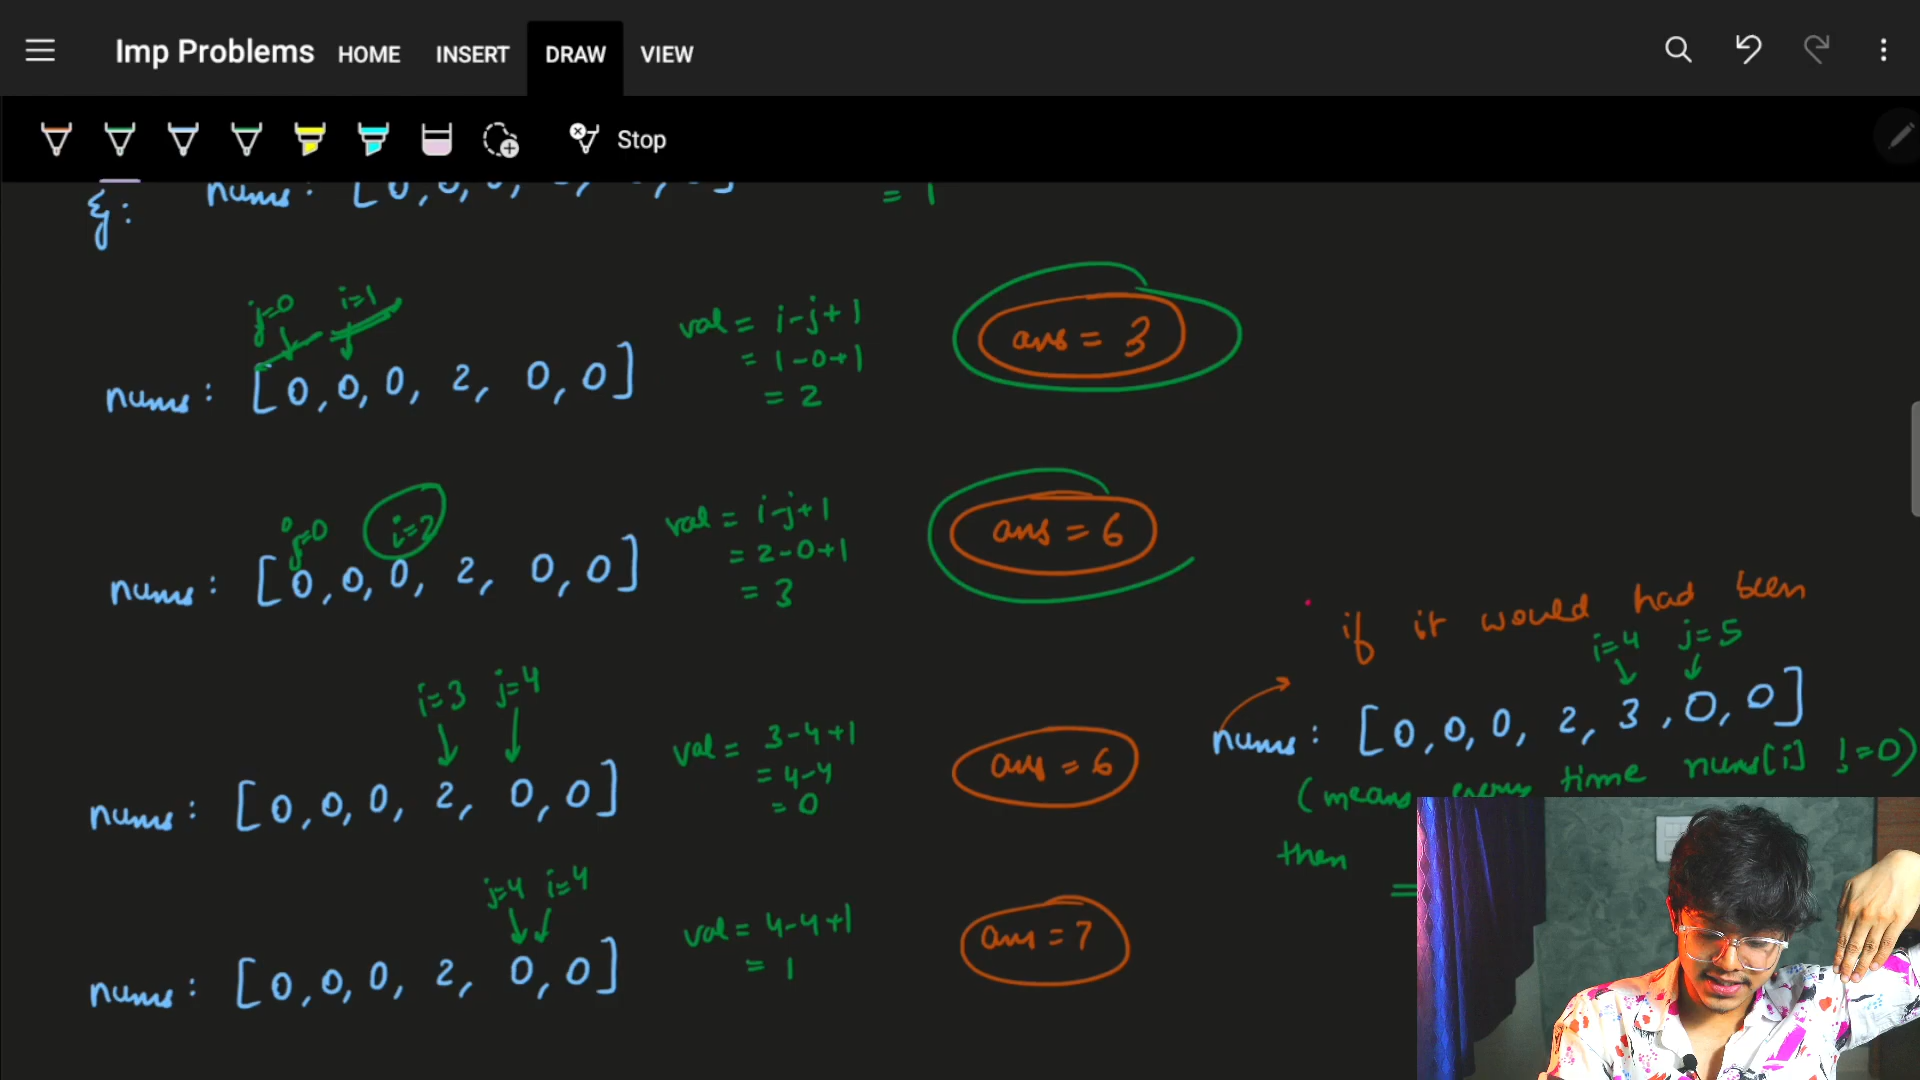 Imp Problems HOME INSERT DRAW VIEW
Stop
nums :
= 1
j=0 i=1
val = i-j+1
= 1-0+1
= 2
ans = 3
nums : [0,0,0, 2, 0,0]
j=0 i=2
val = i-j+1
= 2-0+1
= 3
ans = 6
nums : [0,0,0, 2, 0,0]
if it would had been
i=4 j=5
nums : [0,0,0, 2, 3,0,0]
(means every time nums[i] !=0)
then
=
i=3 j=4
val = 3-4+1
= 4-4
= 0
ans = 6
nums : [0,0,0, 2, 0,0]
j=4 i=4
val = 4-4+1
= 1
ans = 7
nums : [0,0,0, 2, 0,0]